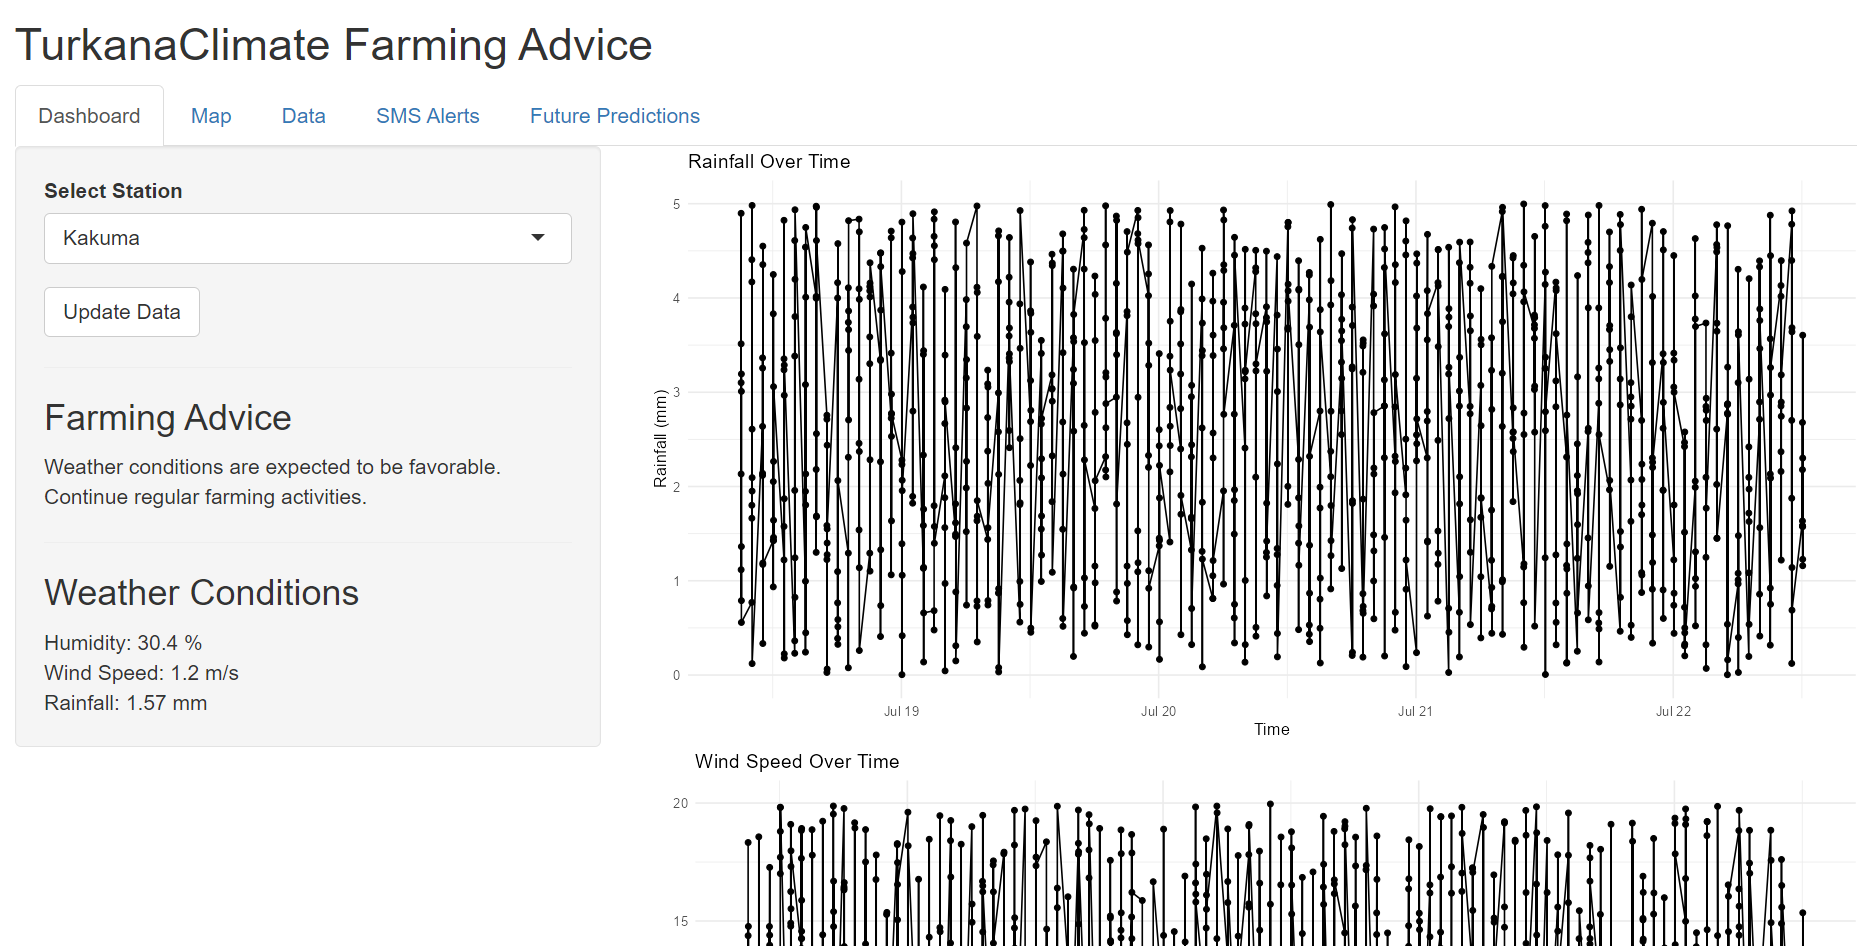 TurkanaClimate Farming Advice
Dashboard
Map
Data
SMS Alerts
Future Predictions
Select Station
Kakuma
Update Data
Farming Advice
Weather conditions are expected to be favorable.
Continue regular farming activities.
Weather Conditions
Humidity: 30.4 %
Wind Speed: 1.2 m/s
Rainfall: 1.57 mm
Rainfall Over Time
5
4
3
2
1
0
Rainfall (mm)
Jul 19
Jul 20
Jul 21
Jul 22
Time
Wind Speed Over Time
20
15